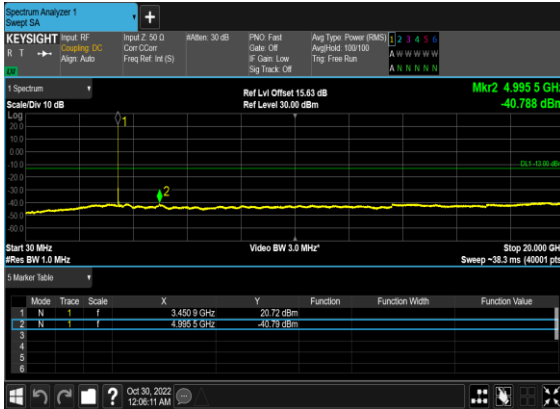 Spectrum Analyzer 1
Swept SA
+
KEYSIGHT Input: RF Input Z: 50 Ω #Atten: 30 dB PNO: Fast Avg Type: Power (RMS) 1 2 3 4 5 6
R T Coupling: DC Corr CCorr Gate: Off Avg|Hold: 100/100 A W W W W W
Align: Auto Freq Ref: Int (S) IF Gain: Low Trig: Free Run
Sig Track: Off A N N N N N
1 Spectrum Ref Lvl Offset 15.63 dB Mkr2 4.995 5 GHz
Scale/Div 10 dB Ref Level 30.00 dBm -40.788 dBm
Log
20.0
10.0
0.00
-10.0
-20.0
-30.0
-40.0
-50.0
-60.0
1
DL1 -13.00 dBm
2
Start 30 MHz Video BW 3.0 MHz* Stop 20.000 GHz
#Res BW 1.0 MHz Sweep ~38.3 ms (40001 pts)
5 Marker Table
Mode Trace Scale X Y Function Function Width Function Value
1 N 1 f 3.450 9 GHz 20.72 dBm
2 N 1 f 4.995 5 GHz -40.79 dBm
3
4
5
6
? Oct 30, 2022
12:06:11 AM